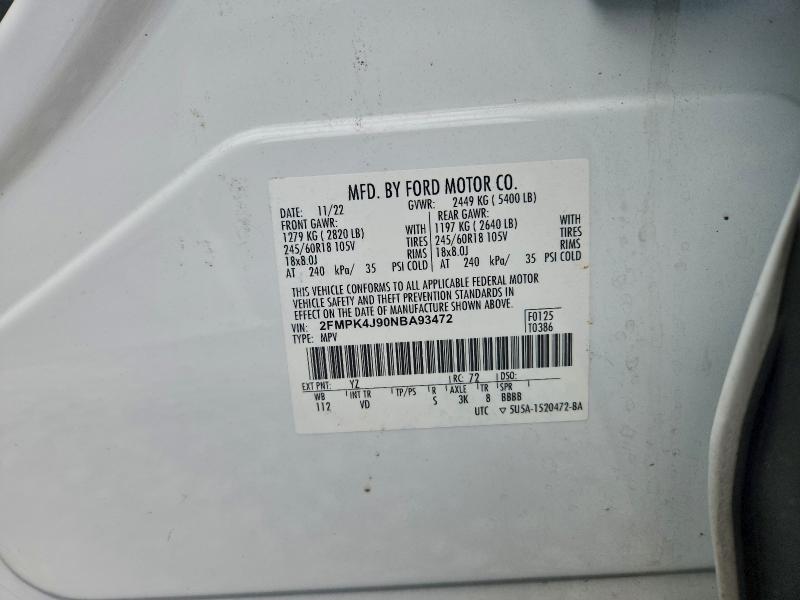 MFD. BY FORD MOTOR CO.
DATE: 11/22 GVWR: 2449 KG ( 5400 LB)
FRONT GAWR: REAR GAWR:
1279 KG ( 2820 LB) WITH 1197 KG ( 2640 LB) WITH
245/60R18 105V TIRES 245/60R18 105V TIRES
18x8.0J RIMS 18x8.0J RIMS
AT 240 kPa/ 35 PSI COLD AT 240 kPa/ 35 PSI COLD
THIS VEHICLE CONFORMS TO ALL APPLICABLE FEDERAL MOTOR
VEHICLE SAFETY AND THEFT PREVENTION STANDARDS IN
EFFECT ON THE DATE OF MANUFACTURE SHOWN ABOVE.
VIN: 2FMPK4J90NBA93472 F0125
TYPE: MPV T0386
EXT PNT: YZ RC: 72 DSO:
WB INT TR TP/PS R AXLE TR SPR
112 VD S 3K 8 BBBB
UTC ▽ 5U5A-1520472-BA